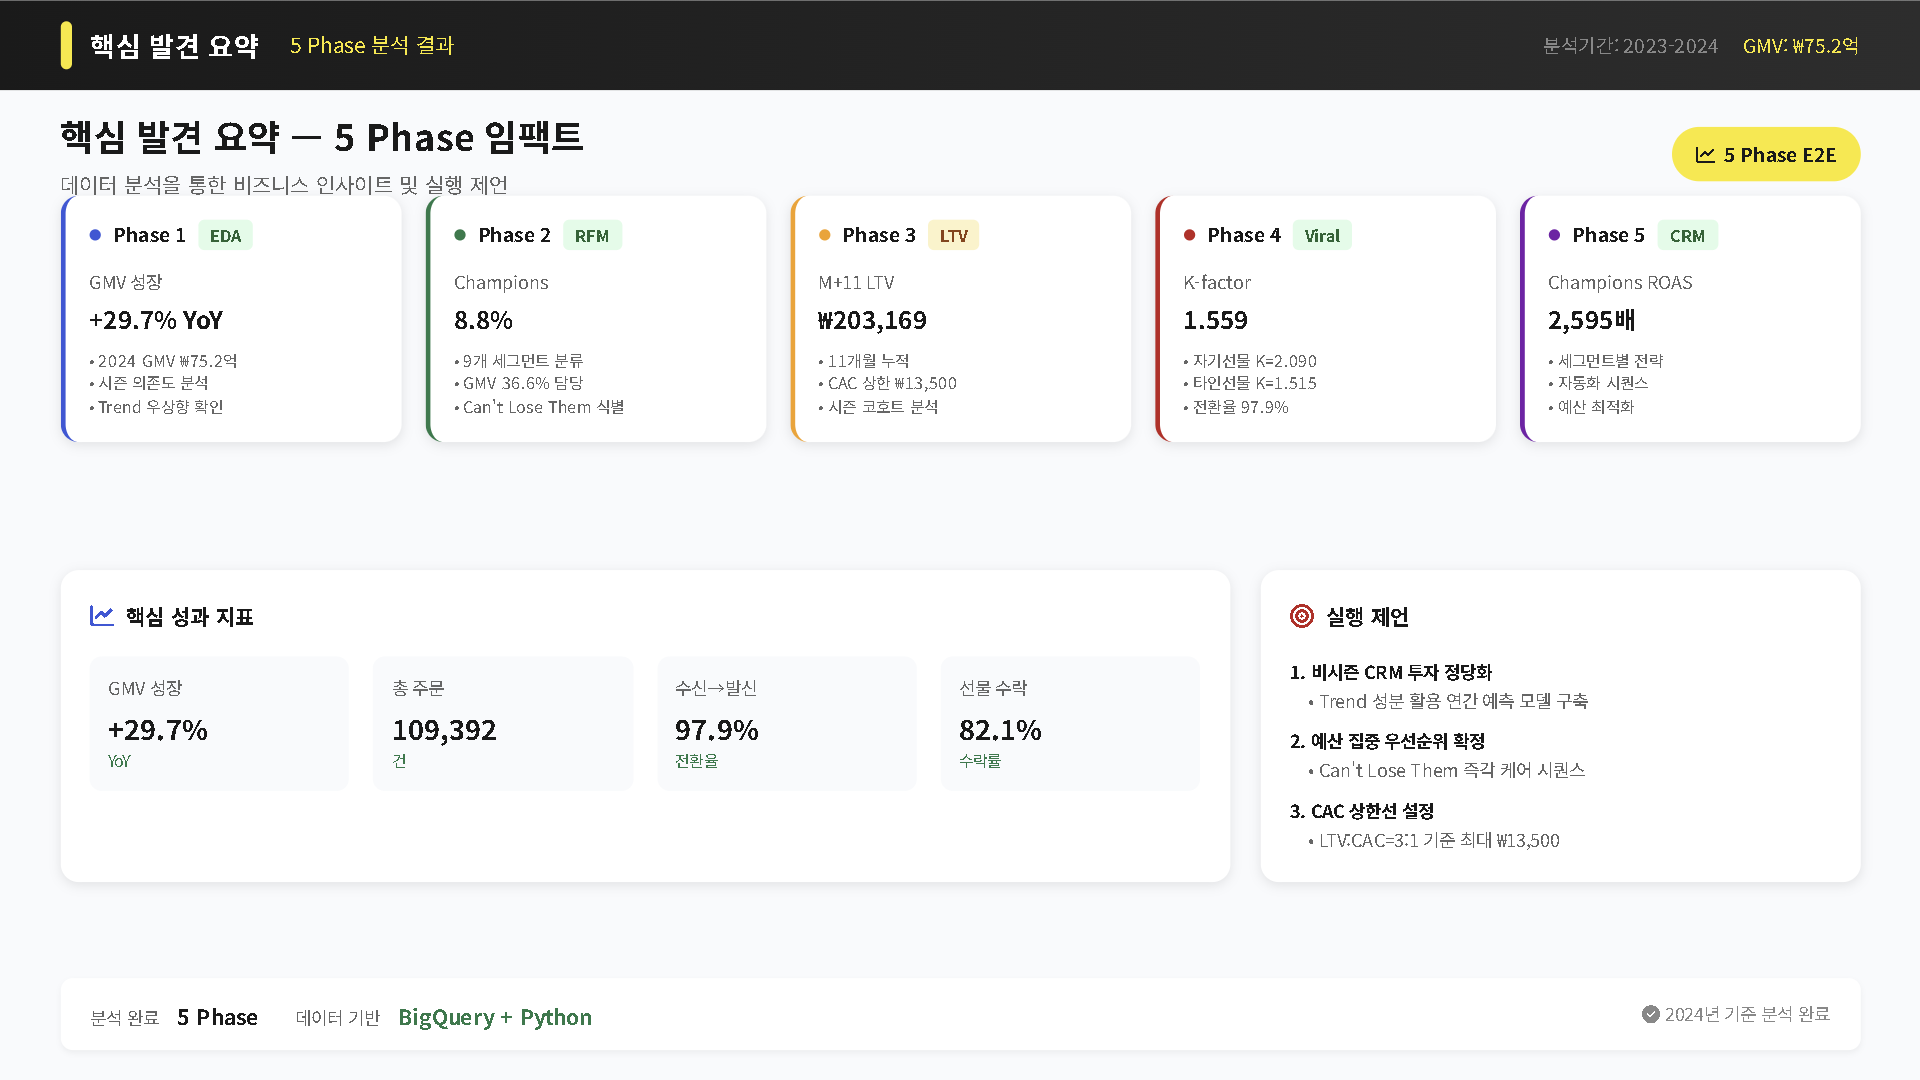 핵심 발견 요약 5 Phase 분석 결과 분석기간: 2023-2024 GMV: ₩75.2억
핵심 발견 요약 — 5 Phase 임팩트
데이터 분석을 통한 비즈니스 인사이트 및 실행 제언
5 Phase E2E
Phase 1 EDA
GMV 성장
+29.7% YoY
• 2024 GMV ₩75.2억
• 시즌 의존도 분석
• Trend 우상향 확인
Phase 2 RFM
Champions
8.8%
• 9개 세그먼트 분류
• GMV 36.6% 담당
• Can't Lose Them 식별
Phase 3 LTV
M+11 LTV
₩203,169
• 11개월 누적
• CAC 상한 ₩13,500
• 시즌 코호트 분석
Phase 4 Viral
K-factor
1.559
• 자기선물 K=2.090
• 타인선물 K=1.515
• 전환율 97.9%
Phase 5 CRM
Champions ROAS
2,595배
• 세그먼트별 전략
• 자동화 시퀀스
• 예산 최적화
핵심 성과 지표
GMV 성장
+29.7%
YoY
총 주문
109,392
건
수신→발신
97.9%
전환율
선물 수락
82.1%
수락률
실행 제언
1. 비시즌 CRM 투자 정당화
• Trend 성분 활용 연간 예측 모델 구축
2. 예산 집중 우선순위 확정
• Can't Lose Them 즉각 케어 시퀀스
3. CAC 상한선 설정
• LTV:CAC=3:1 기준 최대 ₩13,500
분석 완료 5 Phase 데이터 기반 BigQuery + Python
2024년 기준 분석 완료